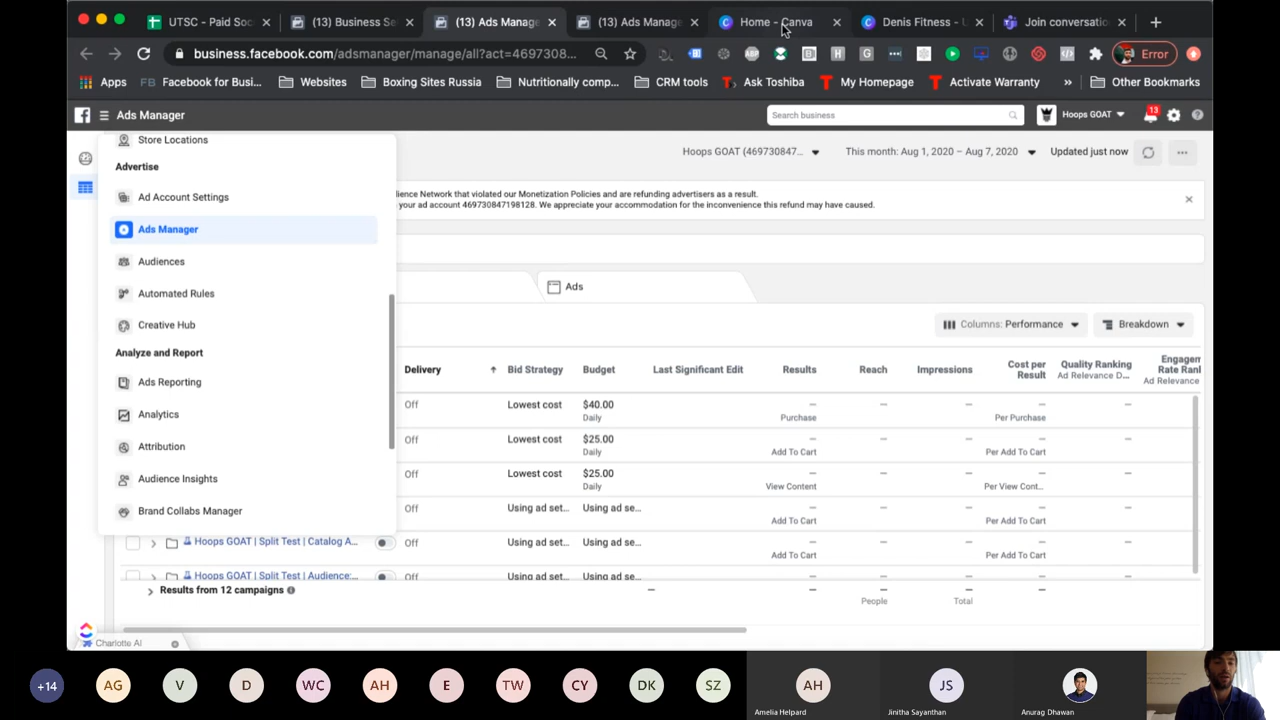 UTSC - Paid Soc
(13) Business Se
(13) Ads Manage
(13) Ads Manage
Home - Canva
Denis Fitness - U
Join conversatio
business.facebook.com/adsmanager/manage/all?act=4697308...
Error
Apps
Facebook for Busi...
Websites
Boxing Sites Russia
Nutritionally comp...
CRM tools
Ask Toshiba
My Homepage
Activate Warranty
»
Other Bookmarks
Ads Manager
Search business
Hoops GOAT
13
Store Locations
Advertise
Ad Account Settings
Ads Manager
Audiences
Automated Rules
Creative Hub
Analyze and Report
Ads Reporting
Analytics
Attribution
Audience Insights
Brand Collabs Manager
Hoops GOAT (469730847...
This month: Aug 1, 2020 – Aug 7, 2020
Updated just now
ience Network that violated our Monetization Policies and are refunding advertisers as a result.
your ad account 469730847198128. We appreciate your accommodation for the inconvenience this refund may have caused.
Ads
Columns: Performance
Breakdown
Delivery Bid Strategy Budget Last Significant Edit Results Reach Impressions Cost per Result Quality Ranking Ad Relevance D... Engagem Rate Rank Ad Relevance
Off Lowest cost $40.00 — — — — —
Daily Purchase Per Purchase
Off Lowest cost $25.00 — — — — —
Daily Add To Cart Per Add To Cart
Off Lowest cost $25.00 — — — — —
Daily View Content Per View Cont...
Off Using ad set... Using ad se... — — — — —
Add To Cart Per Add To Cart
Hoops GOAT | Split Test | Catalog A... Off Using ad set... Using ad se... — — — — —
Add To Cart Per Add To Cart
Hoops GOAT | Split Test | Audience:... Off Using ad set... Using ad se... — — — — —
Results from 12 campaigns — — — — —
People Total
Charlotte AI
+14
AG
V
D
WC
AH
E
TW
CY
DK
SZ
AH
Amelia Helpard
JS
Jinitha Sayanthan
Anurag Dhawan